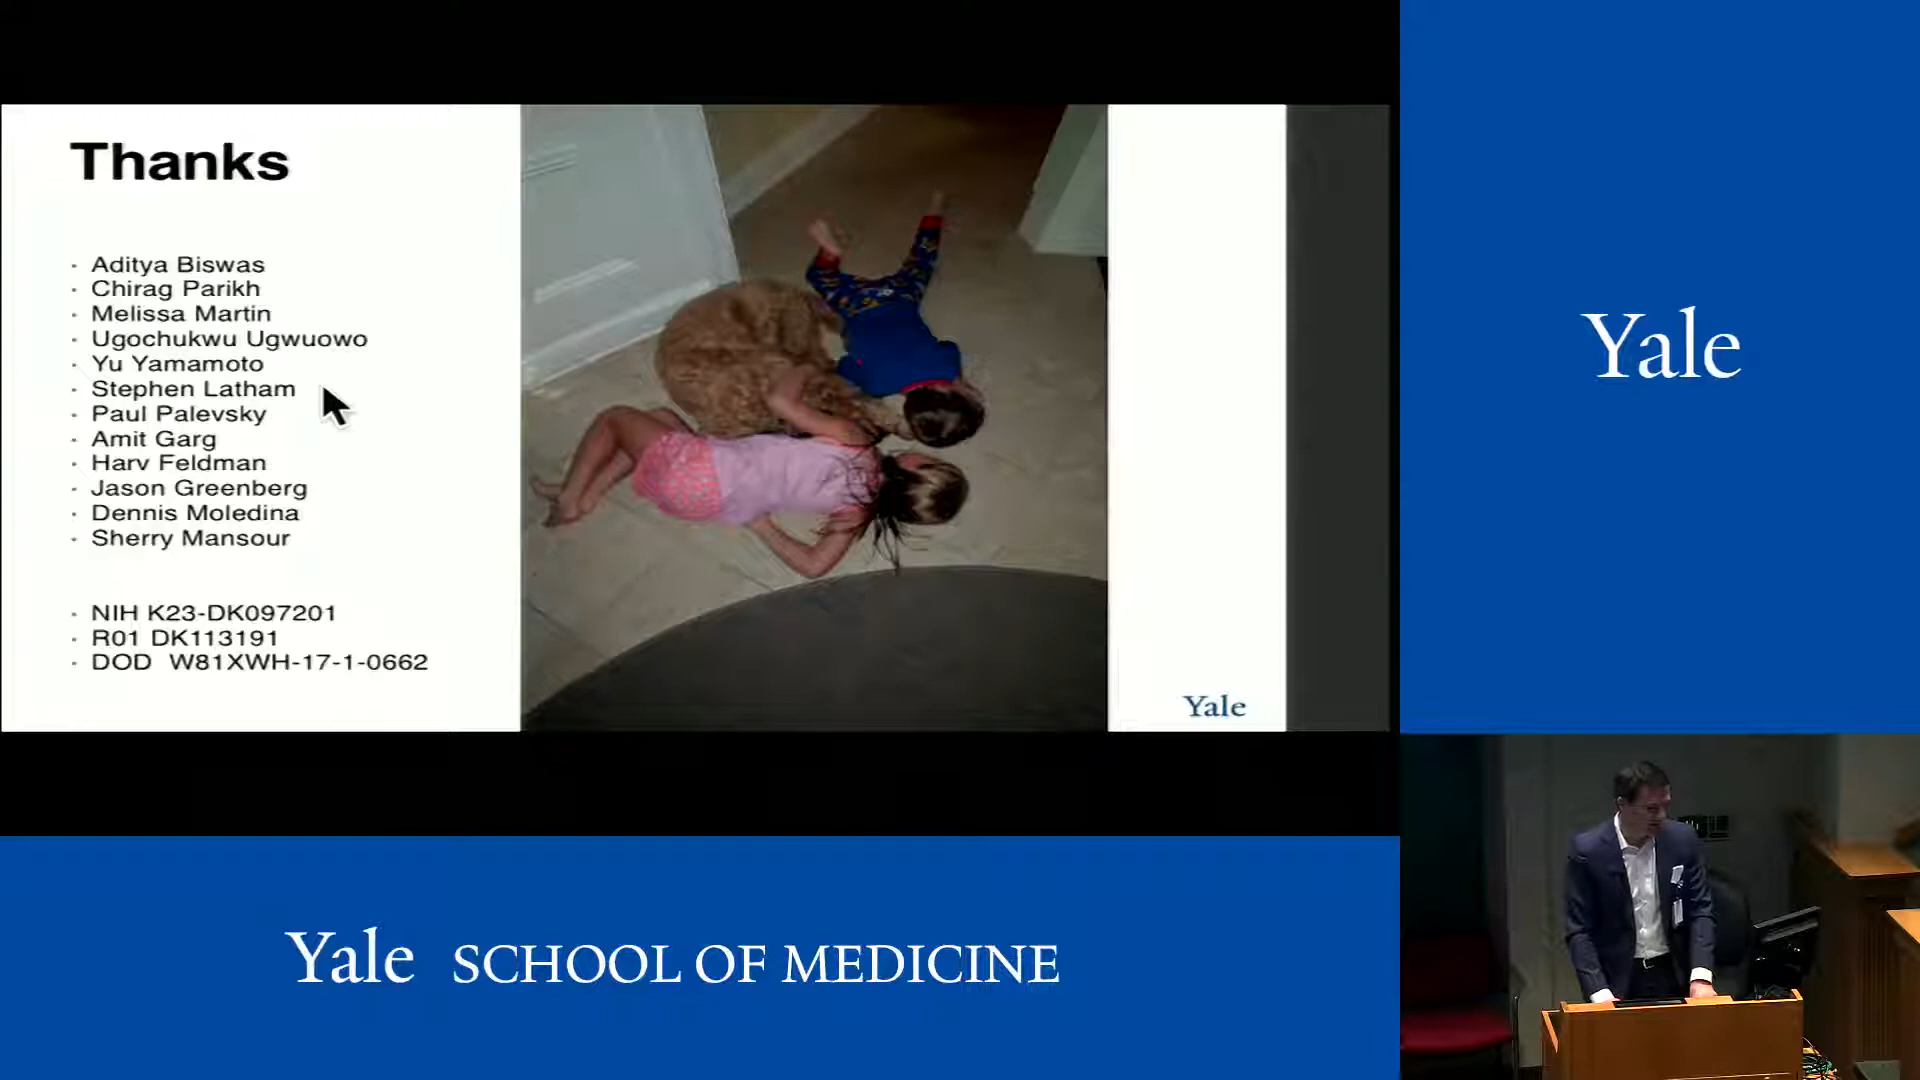 Thanks
· Aditya Biswas
· Chirag Parikh
· Melissa Martin
· Ugochukwu Ugwuowo
· Yu Yamamoto
· Stephen Latham
· Paul Palevsky
· Amit Garg
· Harv Feldman
· Jason Greenberg
· Dennis Moledina
· Sherry Mansour
· NIH K23-DK097201
· R01 DK113191
· DOD W81XWH-17-1-0662
Yale
Yale
Yale SCHOOL OF MEDICINE